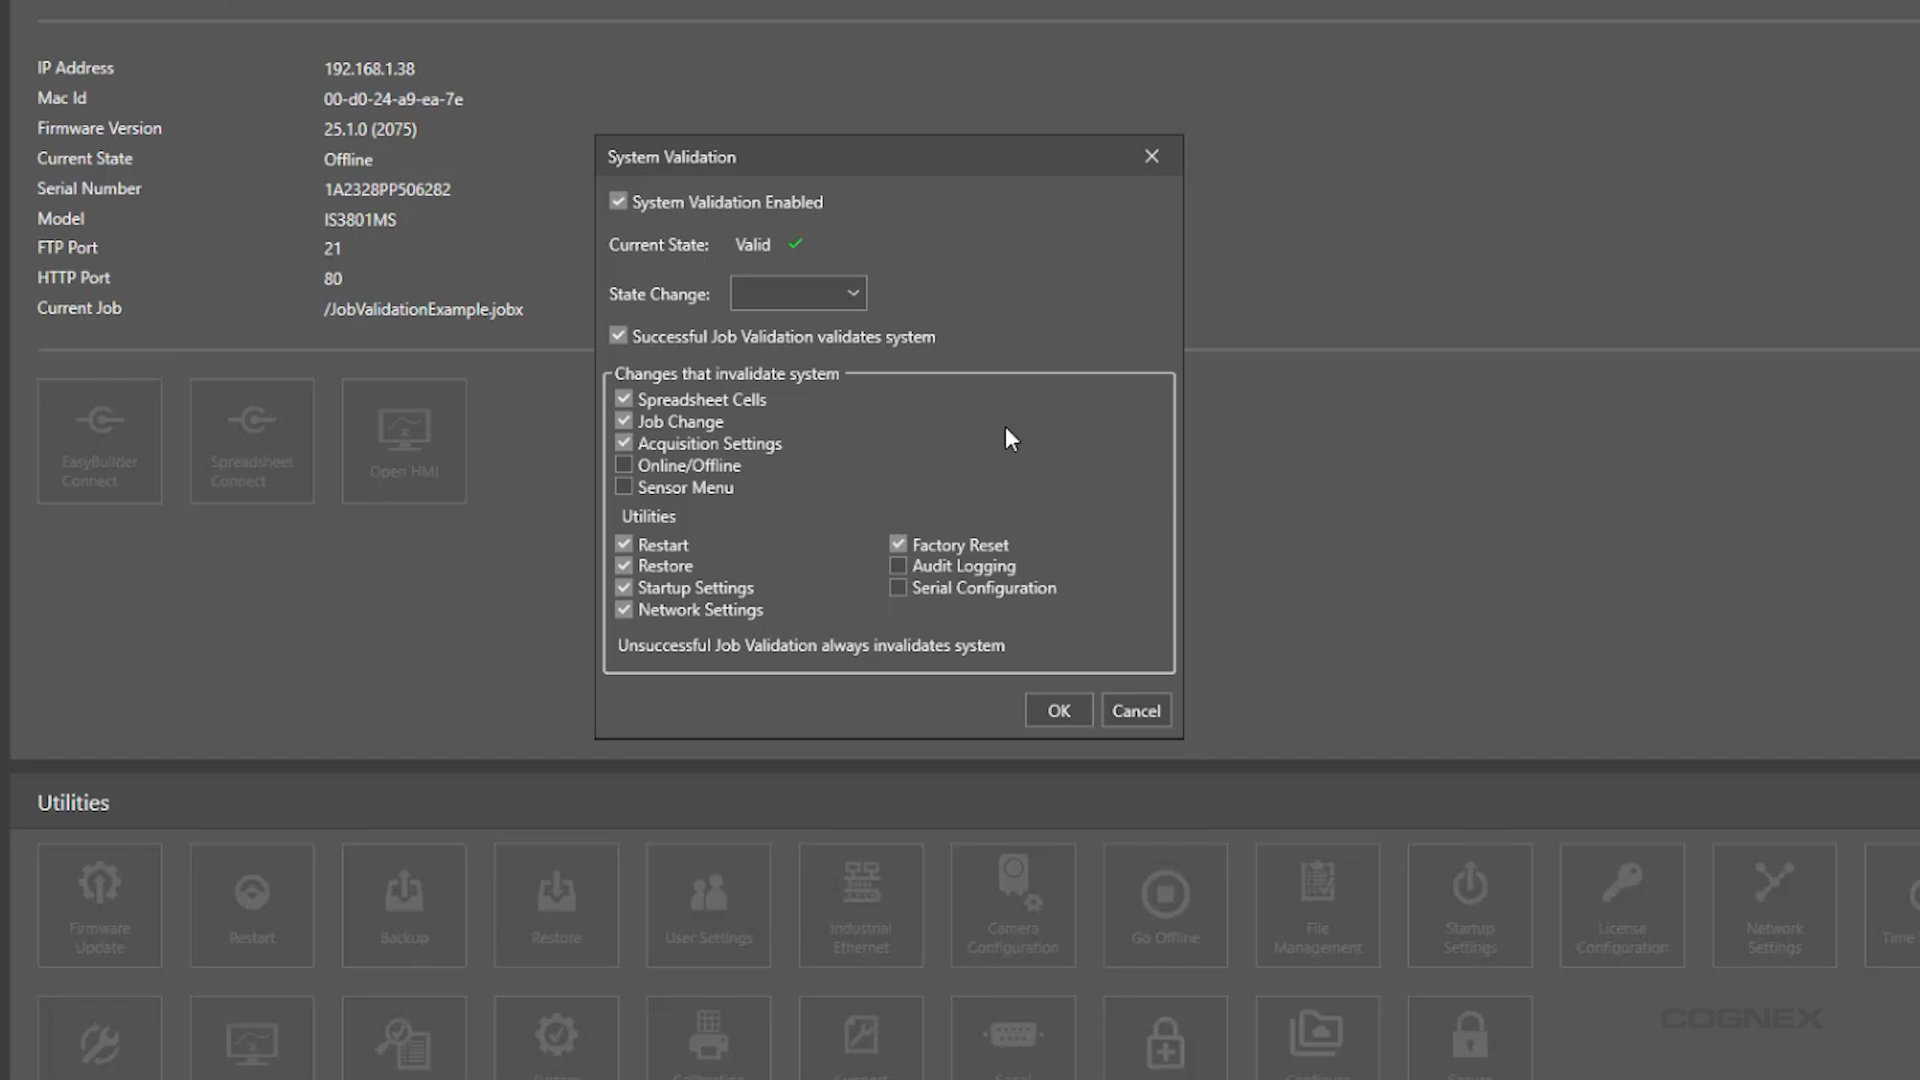 IP Address 192.168.1.38
Mac Id 00-d0-24-a9-ea-7e
Firmware Version 25.1.0 (2075)
Current State Offline
Serial Number 1A2328PP506282
Model IS3801MS
FTP Port 21
HTTP Port 80
Current Job /JobValidationExample.jobx
EasyBuilder
Connect
Spreadsheet
Connect
Open HMI
System Validation
System Validation Enabled
Current State: Valid
State Change:
Successful Job Validation validates system
Changes that invalidate system
Spreadsheet Cells
Job Change
Acquisition Settings
Online/Offline
Sensor Menu
Utilities
Restart
Restore
Startup Settings
Network Settings
Factory Reset
Audit Logging
Serial Configuration
Unsuccessful Job Validation always invalidates system
OK
Cancel
Utilities
Firmware
Update
Restart
Backup
Restore
User Settings
Industrial
Ethernet
Camera
Configuration
Go Offline
File
Management
Startup
Settings
License
Configuration
Network
Settings
Time
COGNEX